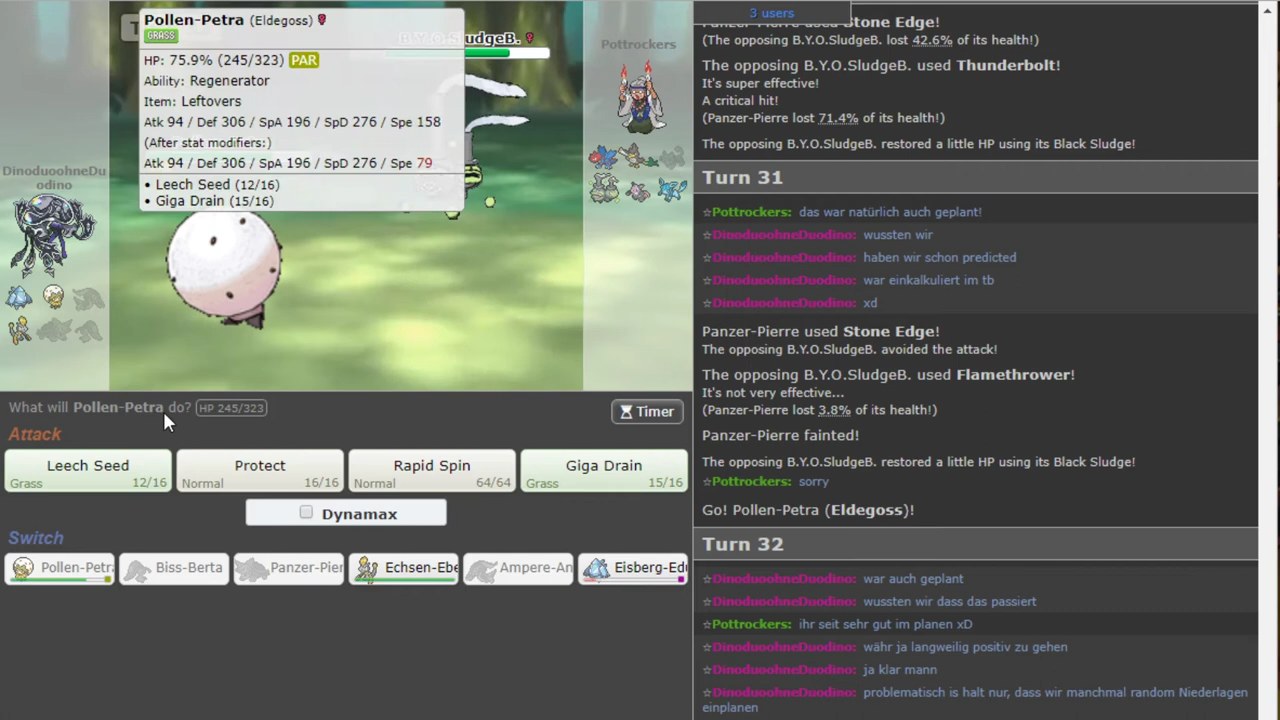 3 users
Pollen-Petra (Eldegoss)
GRASS
HP: 75.9% (245/323) PAR
Ability: Regenerator
Item: Leftovers
Atk 94 / Def 306 / SpA 196 / SpD 276 / Spe 158
(After stat modifiers:)
Atk 94 / Def 306 / SpA 196 / SpD 276 / Spe 79
• Leech Seed (12/16)
• Giga Drain (15/16)
B.Y.O.SludgeB.
Pottrockers
DinoduoohneDu
odino
What will Pollen-Petra do? HP 245/323
Timer
Attack
Leech Seed
Grass 12/16
Protect
Normal 16/16
Rapid Spin
Normal 64/64
Giga Drain
Grass 15/16
Dynamax
Switch
Pollen-Petr
Biss-Berta
Panzer-Pier
Echsen-Ebe
Ampere-An
Eisberg-Ed
Panzer-Pierre used Stone Edge!
(The opposing B.Y.O.SludgeB. lost 42.6% of its health!)
The opposing B.Y.O.SludgeB. used Thunderbolt!
It's super effective!
A critical hit!
(Panzer-Pierre lost 71.4% of its health!)
The opposing B.Y.O.SludgeB. restored a little HP using its Black Sludge!
Turn 31
☆Pottrockers: das war natürlich auch geplant!
☆DinoduoohneDuodino: wussten wir
☆DinoduoohneDuodino: haben wir schon predicted
☆DinoduoohneDuodino: war einkalkuliert im tb
☆DinoduoohneDuodino: xd
Panzer-Pierre used Stone Edge!
The opposing B.Y.O.SludgeB. avoided the attack!
The opposing B.Y.O.SludgeB. used Flamethrower!
It's not very effective...
(Panzer-Pierre lost 3.8% of its health!)
Panzer-Pierre fainted!
The opposing B.Y.O.SludgeB. restored a little HP using its Black Sludge!
☆Pottrockers: sorry
Go! Pollen-Petra (Eldegoss)!
Turn 32
☆DinoduoohneDuodino: war auch geplant
☆DinoduoohneDuodino: wussten wir dass das passiert
☆Pottrockers: ihr seit sehr gut im planen xD
☆DinoduoohneDuodino: währ ja langweilig positiv zu gehen
☆DinoduoohneDuodino: ja klar mann
☆DinoduoohneDuodino: problematisch is halt nur, dass wir manchmal random Niederlagen
einplanen